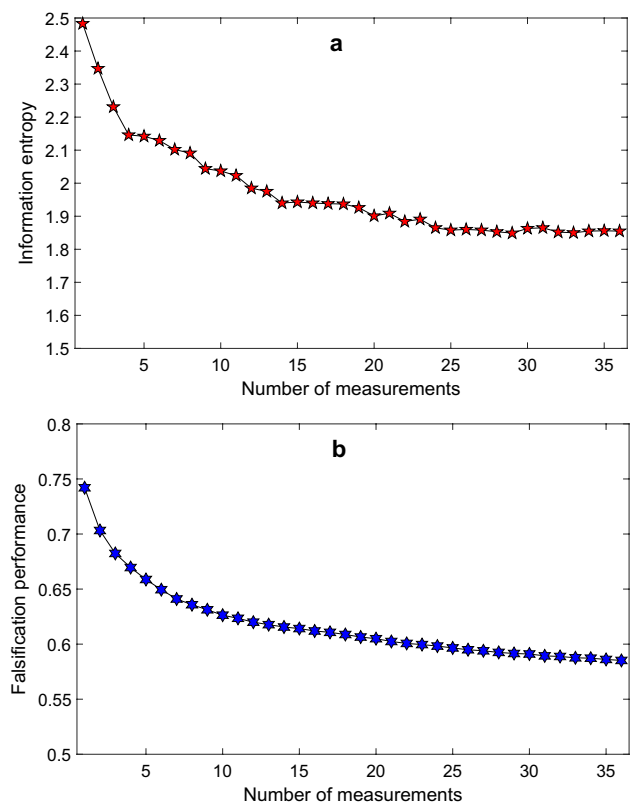 a
2.5
2.4
2.3
2.2
2.1
2
1.9
1.8
1.7
1.6
1.5
Information entropy
5 10 15 20 25 30 35
Number of measurements
b
0.8
0.75
0.7
0.65
0.6
0.55
0.5
Falsification performance
5 10 15 20 25 30 35
Number of measurements